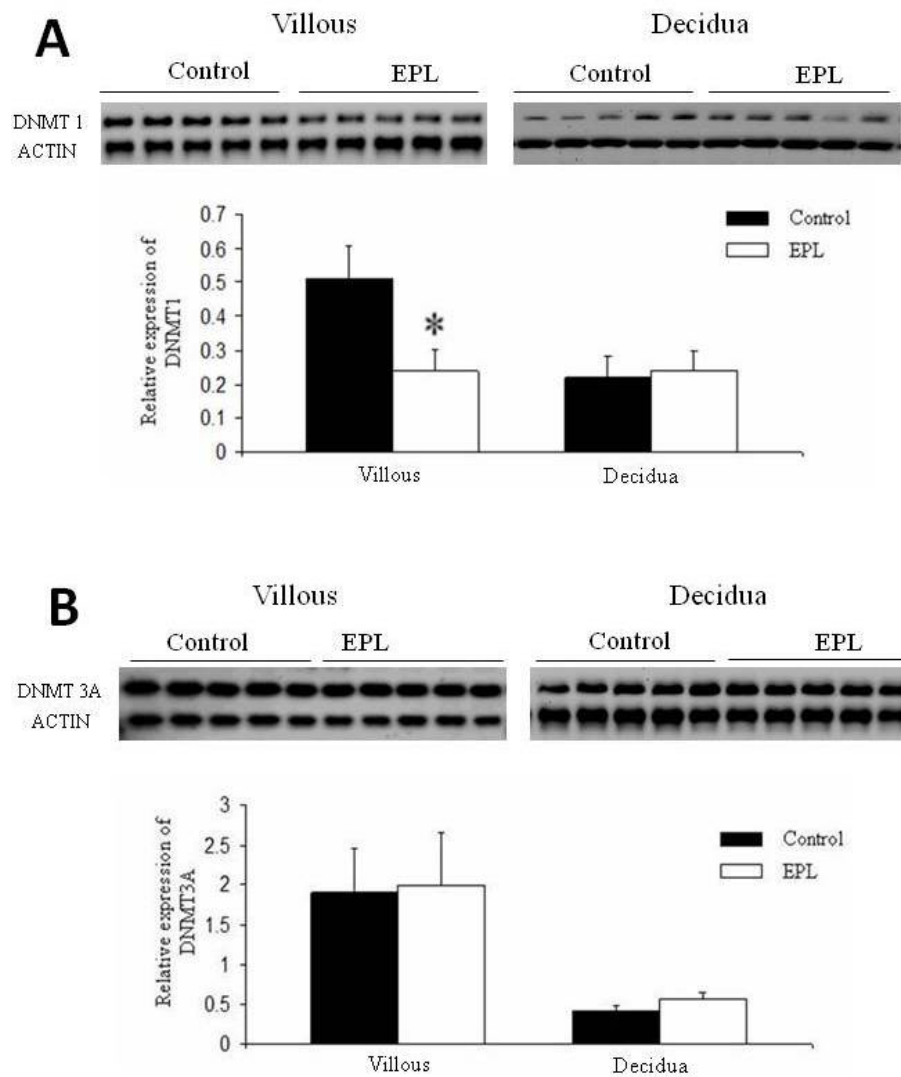 A
Villous Decidua
Control EPL Control EPL
DNMT 1
ACTIN
0.7
0.6
0.5
0.4
0.3
0.2
0.1
0
Relative expression of
DNMT1
Control
EPL
*
Villous Decidua
B
Villous Decidua
Control EPL Control EPL
DNMT 3A
ACTIN
3
2.5
2
1.5
1
0.5
0
Relative expression of
DNMT3A
Control
EPL
Villous Decidua